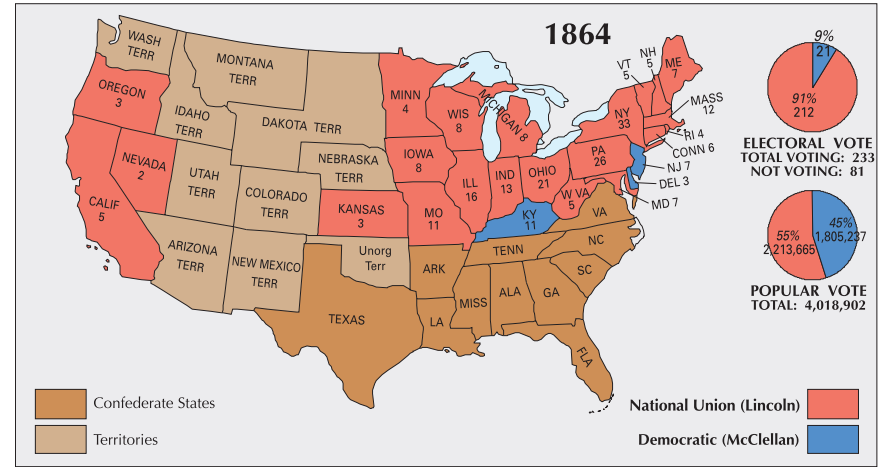 1864
WASH
TERR
MONTANA
TERR
OREGON
3
IDAHO
TERR
DAKOTA TERR
MINN
4
WIS
8
MICHIGAN 8
VT
5
NH
5
ME
7
MASS
12
NY
33
RI 4
CONN 6
NJ 7
DEL 3
MD 7
PA
26
NEVADA
2
UTAH
TERR
NEBRASKA
TERR
COLORADO
TERR
IOWA
8
ILL
16
IND
13
OHIO
21
W VA
5
CALIF
5
KANSAS
3
MO
11
KY
11
VA
ARIZONA
TERR
NEW MEXICO
TERR
Unorg
Terr
ARK
TENN
NC
SC
TEXAS
LA
MISS
ALA
GA
FLA
9%
21
91%
212
ELECTORAL VOTE
TOTAL VOTING: 233
NOT VOTING: 81
45%
1,805,237
55%
2,213,665
POPULAR VOTE
TOTAL: 4,018,902
Confederate States
Territories
National Union (Lincoln)
Democratic (McClellan)